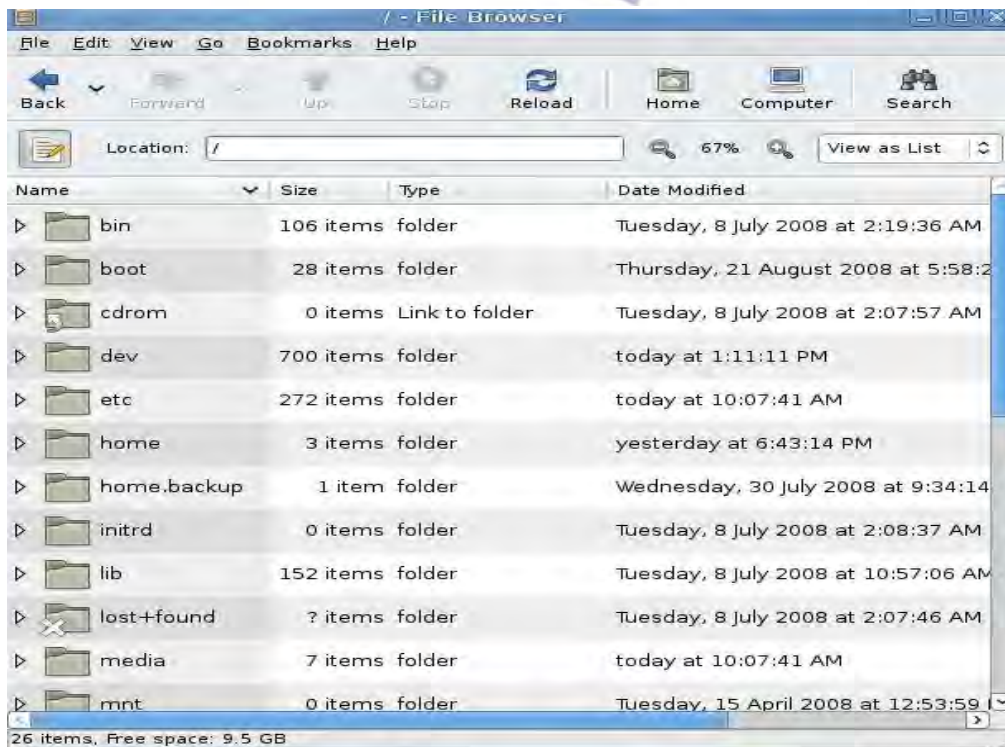 / - File Browser
File Edit View Go Bookmarks Help
Back Forward Up Stop Reload Home Computer Search
Location: / 67% View as List
Name Size Type Date Modified
bin 106 items folder Tuesday, 8 July 2008 at 2:19:36 AM
boot 28 items folder Thursday, 21 August 2008 at 5:58:2
cdrom 0 items Link to folder Tuesday, 8 July 2008 at 2:07:57 AM
dev 700 items folder today at 1:11:11 PM
etc 272 items folder today at 10:07:41 AM
home 3 items folder yesterday at 6:43:14 PM
home.backup 1 item folder Wednesday, 30 July 2008 at 9:34:14
initrd 0 items folder Tuesday, 8 July 2008 at 2:08:37 AM
lib 152 items folder Tuesday, 8 July 2008 at 10:57:06 AM
lost+found ? items folder Tuesday, 8 July 2008 at 2:07:46 AM
media 7 items folder today at 10:07:41 AM
mnt 0 items folder Tuesday, 15 April 2008 at 12:53:59
26 items, Free space: 9.5 GB